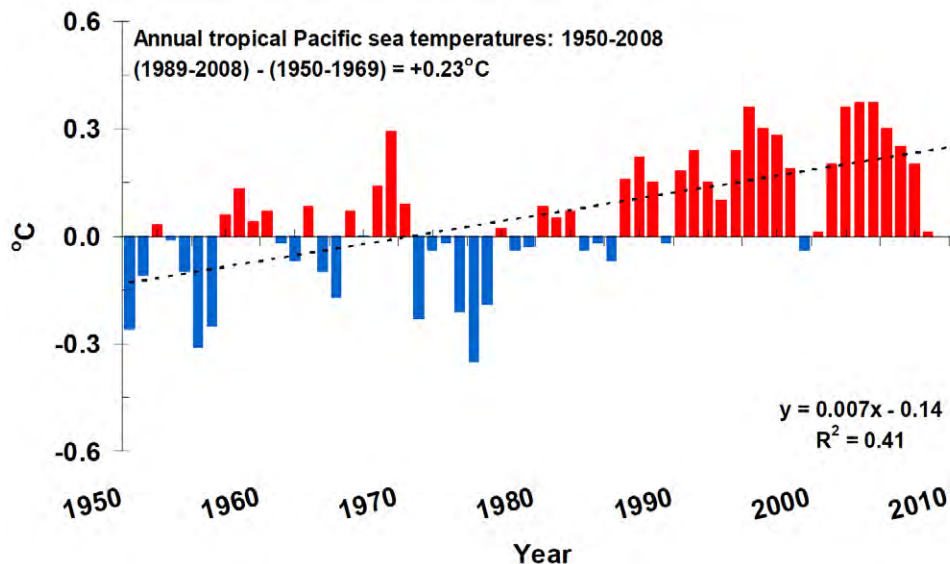 0.6
Annual tropical Pacific sea temperatures: 1950-2008
(1989-2008) - (1950-1969) = +0.23°C
0.3
°C
0.0
-0.3
y = 0.007x - 0.14
R² = 0.41
-0.6
1950 1960 1970 1980 1990 2000 2010
Year